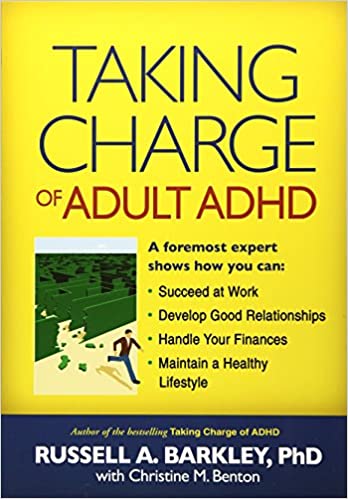 TAKING
CHARGE
OF ADULT ADHD
A foremost expert
shows how you can:
• Succeed at Work
• Develop Good Relationships
• Handle Your Finances
• Maintain a Healthy
Lifestyle
Author of the bestselling Taking Charge of ADHD
RUSSELL A. BARKLEY, PhD
with Christine M. Benton